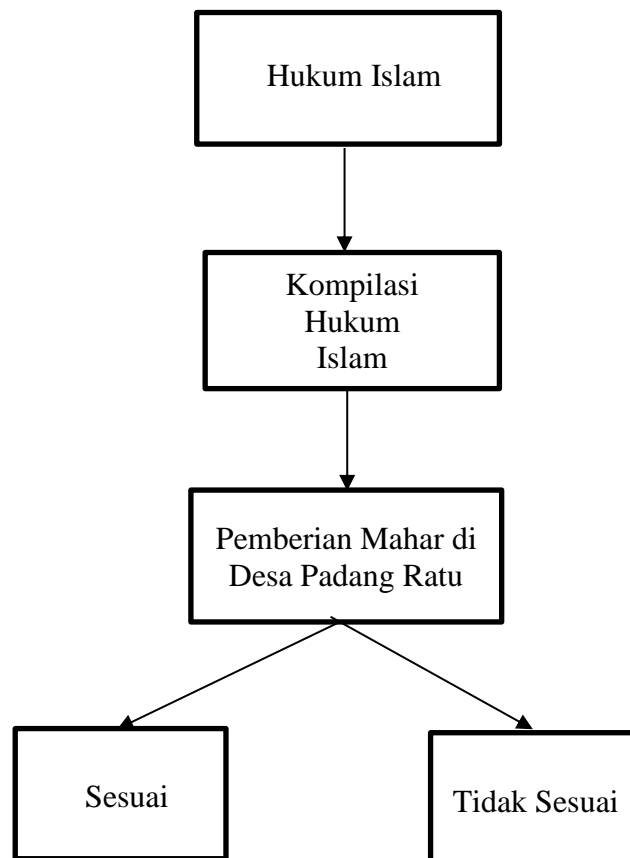 Hukum Islam
Kompilasi
Hukum
Islam
Pemberian Mahar di
Desa Padang Ratu
Sesuai
Tidak Sesuai